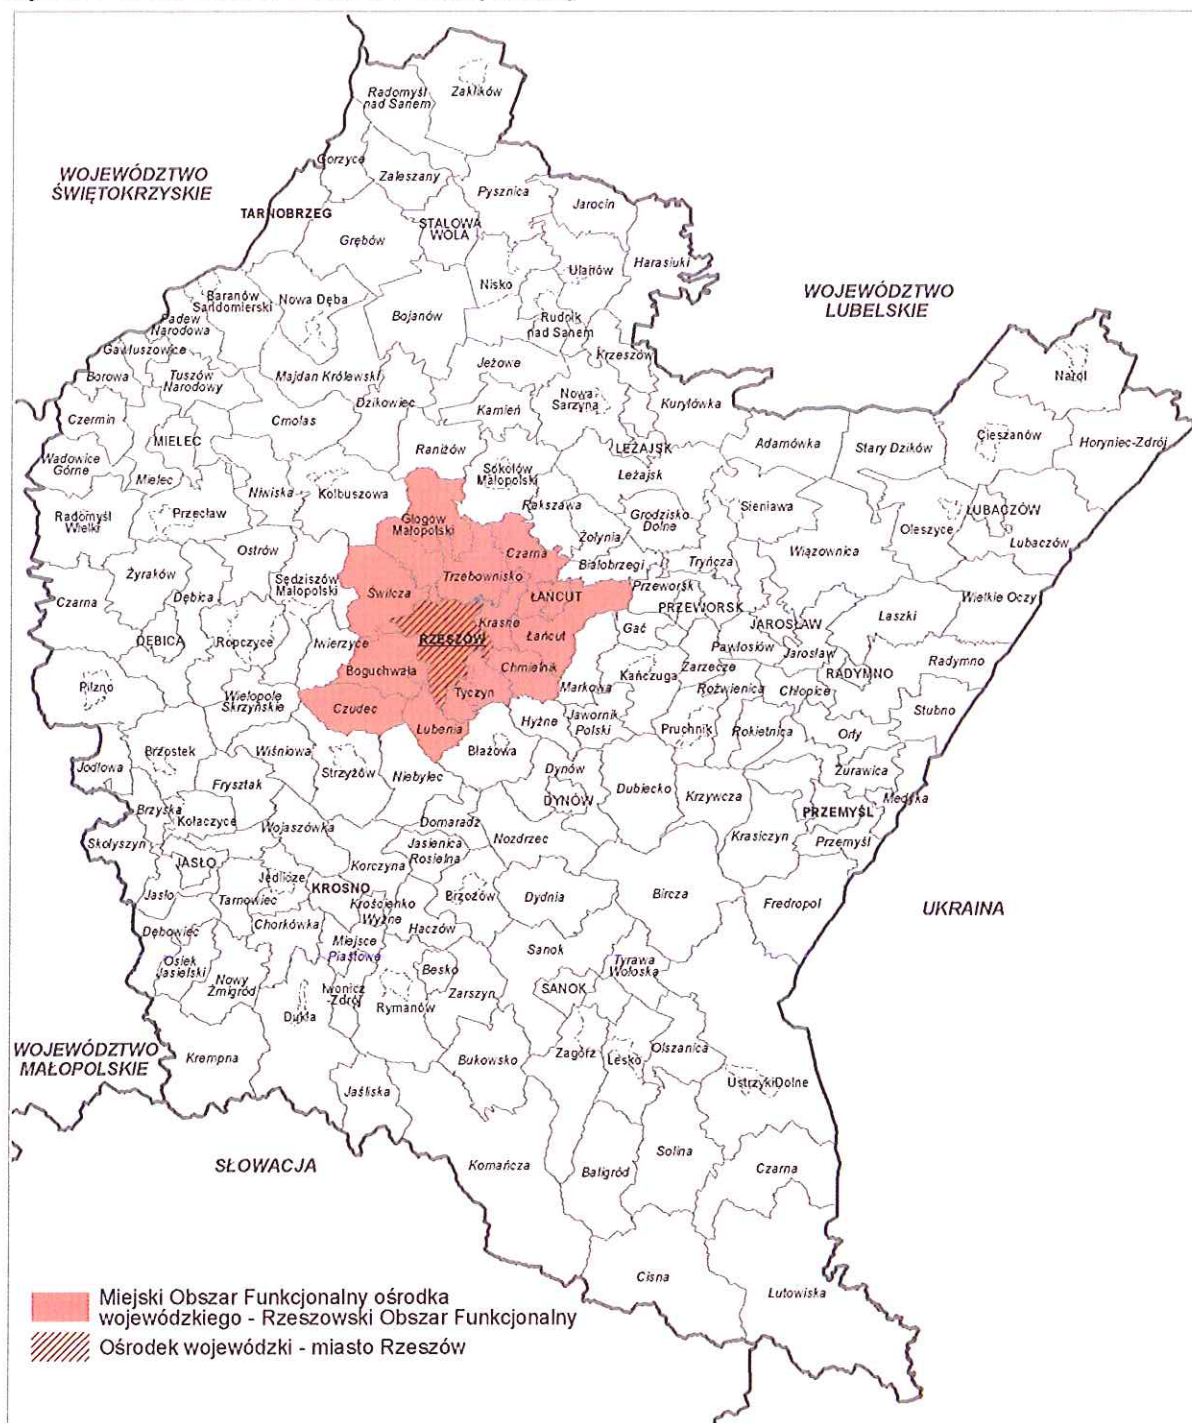 Radomyśl
nad Sanem
Zaklików
WOJEWÓDZTWO
ŚWIĘTOKRZYSKIE
Gorzyce
Zaleszany
Pysznica
Jarocin
TARNOBRZEG
STALOWA
WOLA
Grębów
Harasiuki
Ulanów
Nisko
WOJEWÓDZTWO
LUBELSKIE
Baranów
Sandomierski
Nowa Dęba
Bojanów
Rudnik
nad Sanem
Padew
Narodowa
Gawłuszowice
Krzeszów
Borowa
Tuszów
Narodowy
Majdan Królewski
Jeżowe
Narol
Dzikowiec
Kamień
Nowa
Sarzyna
Kuryłówka
Czermin
Cmolas
MIELEC
Raniżów
LEŻAJSK
Adamówka
Stary Dzików
Cieszanów
Horyniec-Zdrój
Wadowice
Górne
Mielec
Niwiska
Kolbuszowa
Sokołów
Małopolski
Leżajsk
Radomyśl
Wielki
Przecław
Rakszawa
Grodzisko
Dolne
Sieniawa
Oleszyce
LUBACZÓW
Głogów
Małopolski
Żołynia
Lubaczów
Ostrów
Czarna
Białobrzegi
Tryńcza
Wiązownica
Żyraków
Sędziszów
Małopolski
Trzebownisko
Świlcza
ŁAŃCUT
Przeworsk
PRZEWORSK
Wielkie Oczy
Czarna
Dębica
Krasne
Łańcut
Gać
JAROSŁAW
Laszki
DĘBICA
Ropczyce
Iwierzyce
RZESZÓW
Pawłosiów
Jarosław
Boguchwała
Chmielnik
Kańczuga
Zarzecze
RADYMNO
Radymno
Pilzno
Wielopole
Skrzyńskie
Czudec
Tyczyn
Markowa
Roźwienica
Chłopice
Stubno
Lubenia
Hyżne
Jawornik
Polski
Pruchnik
Rokietnica
Orły
Brzostek
Wiśniowa
Strzyżów
Błażowa
Żurawica
Jodłowa
Frysztak
Niebylec
Dynów
DYNÓW
Dubiecko
Krzywcza
Medyka
PRZEMYŚL
Brzyska
Kołaczyce
Wojaszówka
Domaradz
Nozdrzec
Krasiczyn
Przemyśl
Skołyszyn
JASŁO
Jasienica
Rosielna
Korczyna
Jedlicze
KROSNO
Jasło
Tarnowiec
Krościenko
Wyżne
Brzozów
Dydnia
Bircza
Fredropol
UKRAINA
Chorkówka
Haczów
Dębowiec
Miejsce
Piastowe
Sanok
Osiek
Jasielski
Nowy
Żmigród
Besko
Zarszyn
Tyrawa
Wołoska
Iwonicz
-Zdrój
Rymanów
SANOK
Dukla
WOJEWÓDZTWO
MAŁOPOLSKIE
Krempna
Bukowsko
Zagórz
Lesko
Olszanica
Ustrzyki Dolne
Jaśliska
SŁOWACJA
Komańcza
Baligród
Solina
Czarna
Cisna
Lutowiska
Miejski Obszar Funkcjonalny ośrodka
wojewódzkiego - Rzeszowski Obszar Funkcjonalny
Ośrodek wojewódzki - miasto Rzeszów